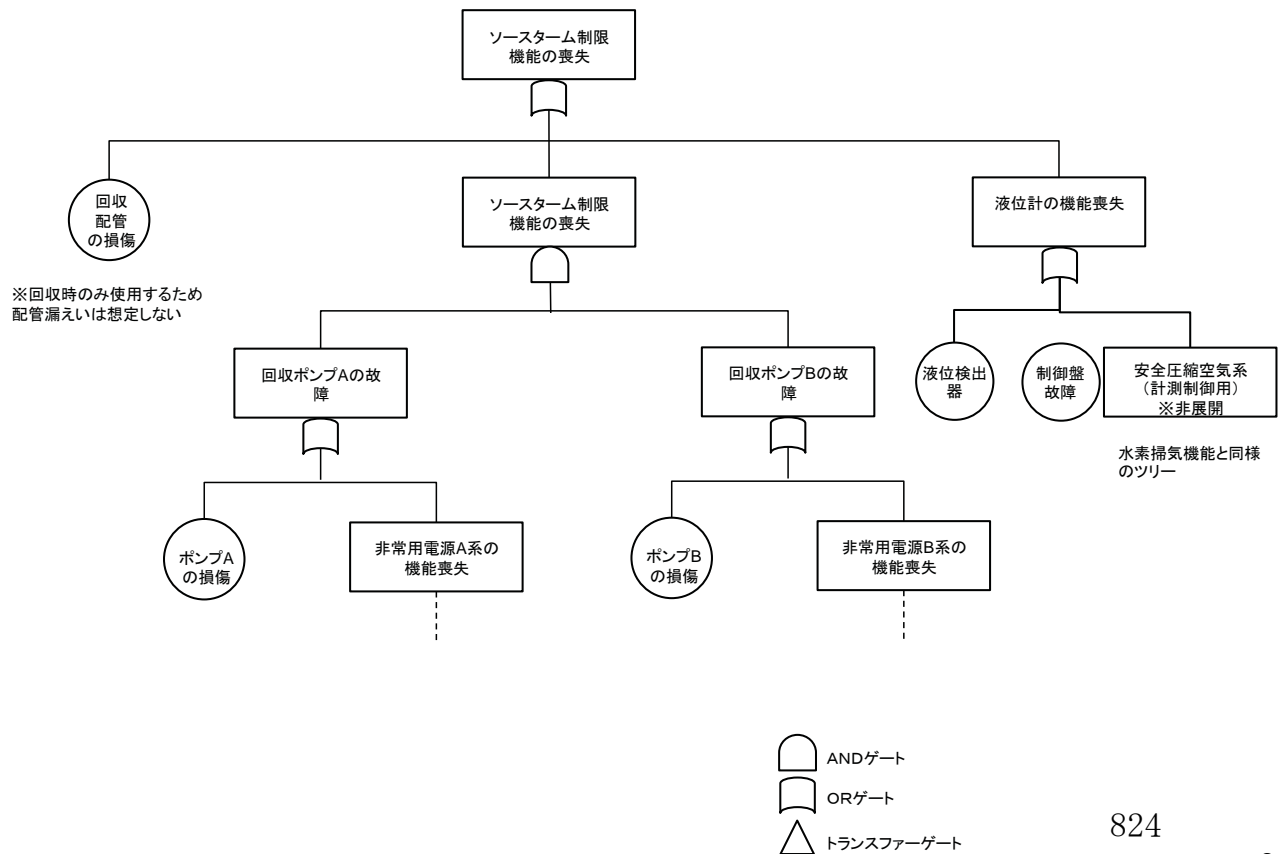 ソースターム制限
機能の喪失
回収
配管
の損傷
※回収時のみ使用するため
配管漏えいは想定しない
ソースターム制限
機能の喪失
液位計の機能喪失
回収ポンプAの故
障
回収ポンプBの故
障
液位検出
器
制御盤
故障
安全圧縮空気系
(計測制御用)
※非展開
水素掃気機能と同様
のツリー
ポンプA
の損傷
非常用電源A系の
機能喪失
ポンプB
の損傷
非常用電源B系の
機能喪失
ANDゲート
ORゲート
トランスファーゲート
824